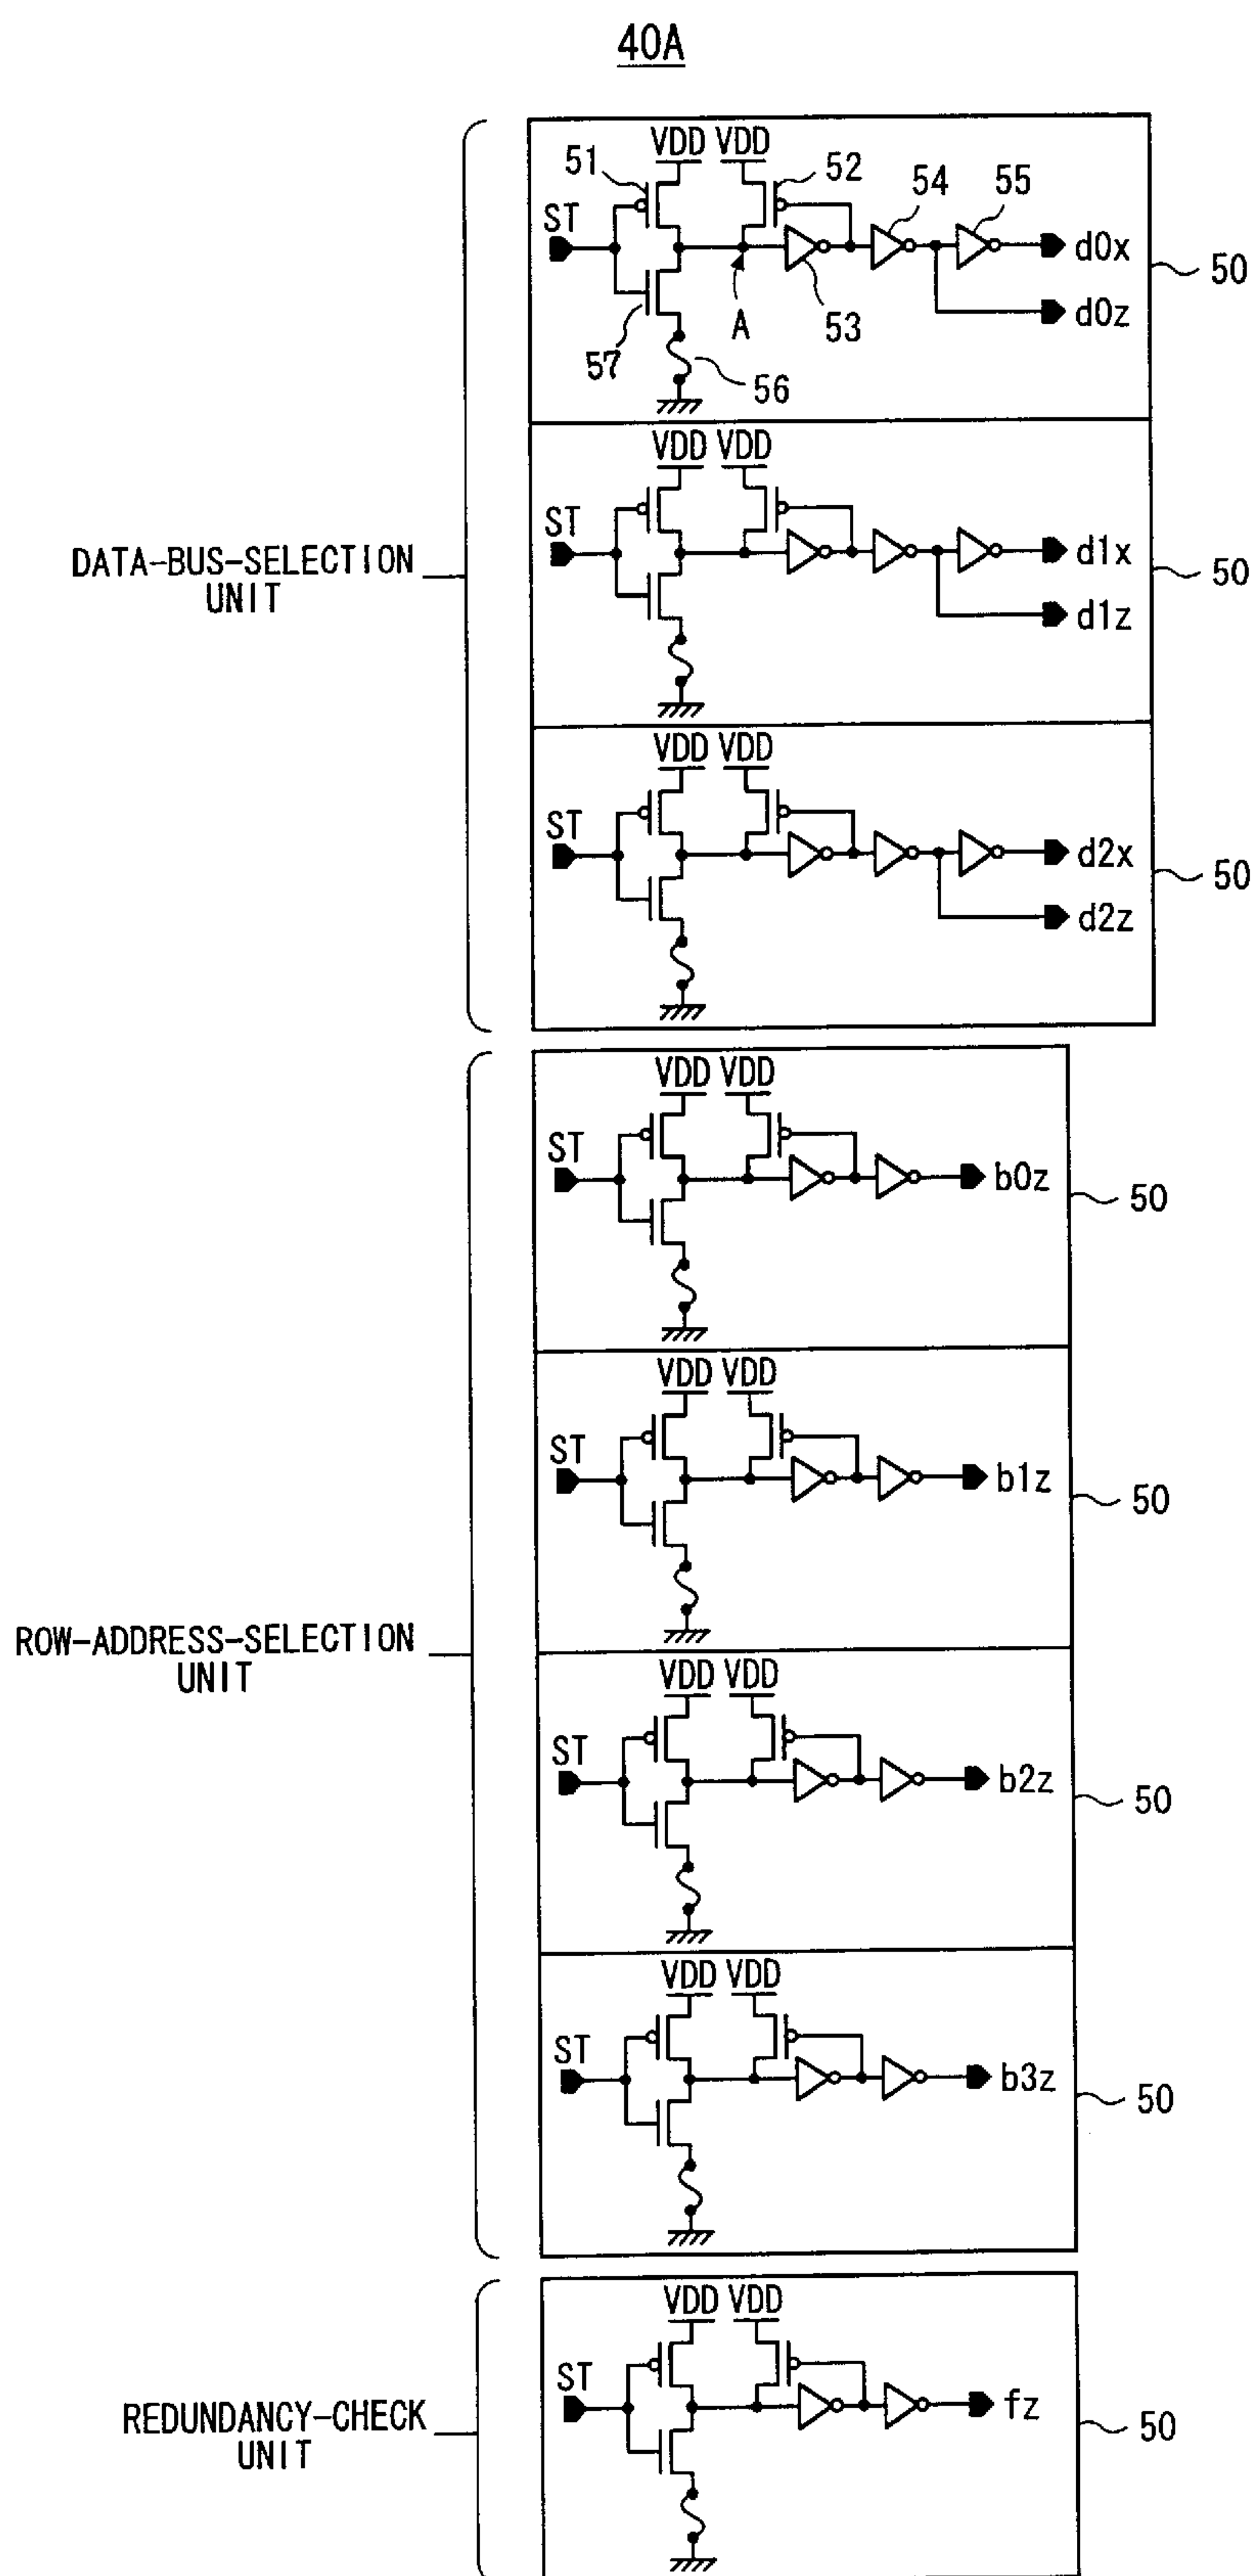 40A
VDD VDD
51
52
54
55
ST
d0x
50
d0z
A
53
57
56
VDD VDD
ST
d1x
50
d1z
DATA-BUS-SELECTION
UNIT
VDD VDD
ST
d2x
50
d2z
VDD VDD
ST
b0z
50
VDD VDD
ST
b1z
50
ROW-ADDRESS-SELECTION
UNIT
VDD VDD
ST
b2z
50
VDD VDD
ST
b3z
50
VDD VDD
ST
fz
50
REDUNDANCY-CHECK
UNIT